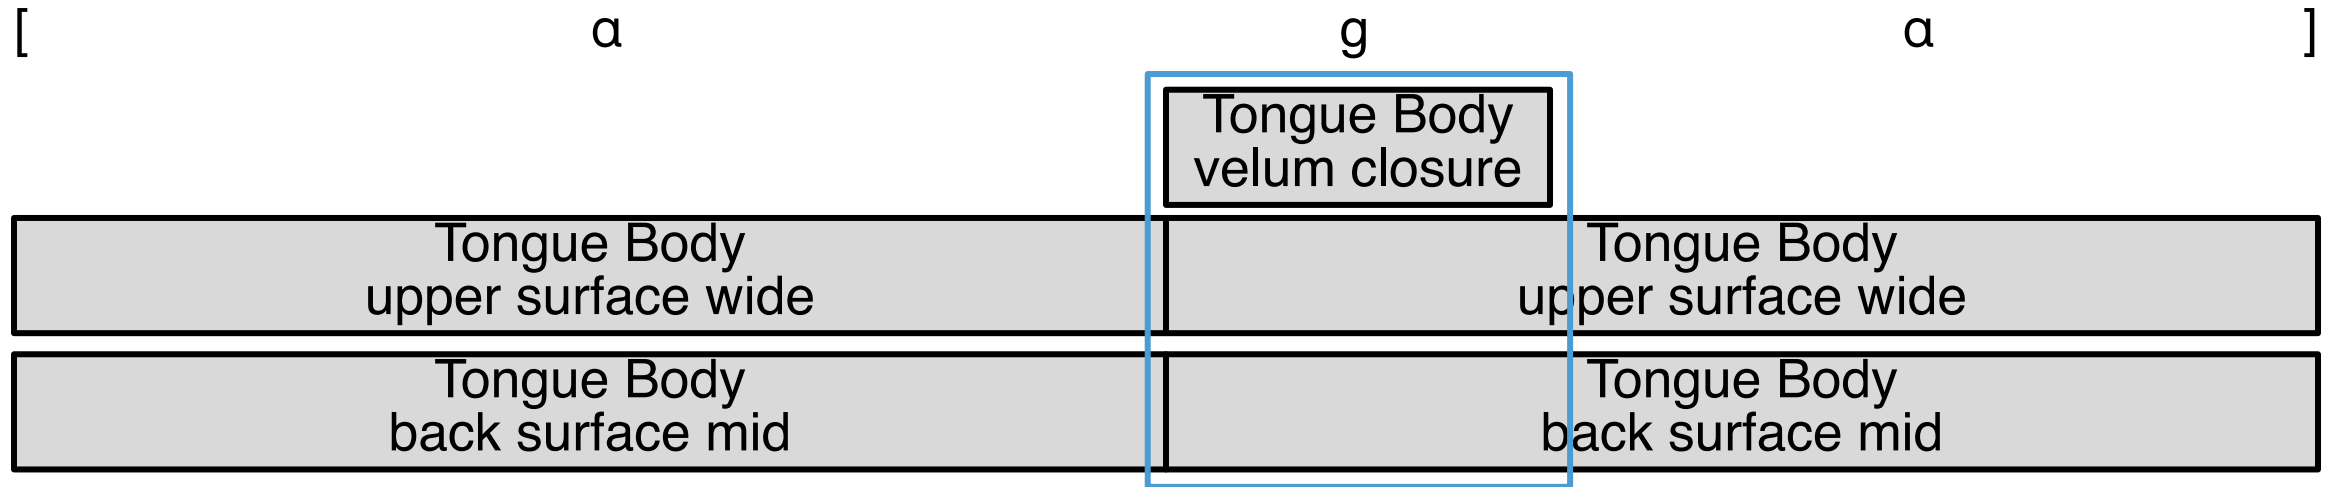 [ ɑ g ɑ ]
Tongue Body
velum closure
Tongue Body Tongue Body
upper surface wide upper surface wide
Tongue Body Tongue Body
back surface mid back surface mid